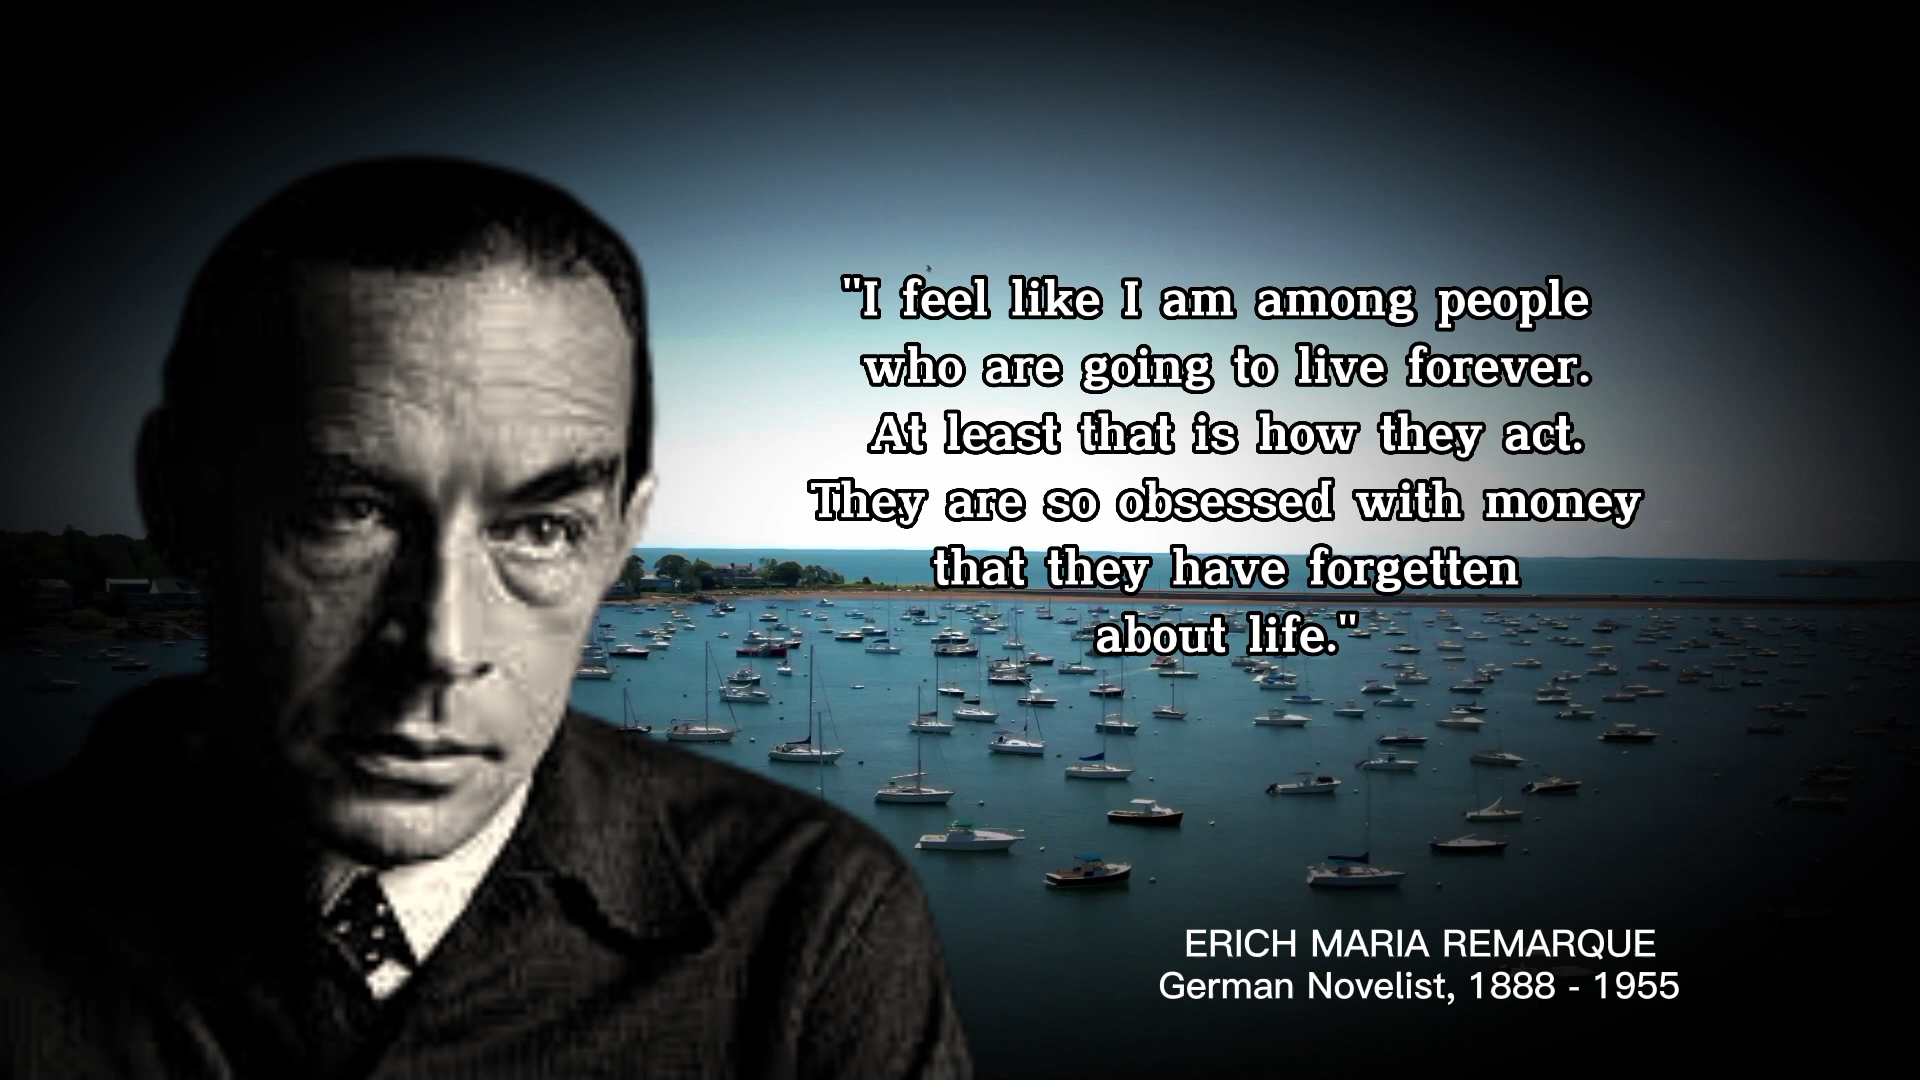 "I feel like I am among people
who are going to live forever.
At least that is how they act.
They are so obsessed with money
that they have forgetten
about life."
ERICH MARIA REMARQUE
German Novelist, 1888 - 1955